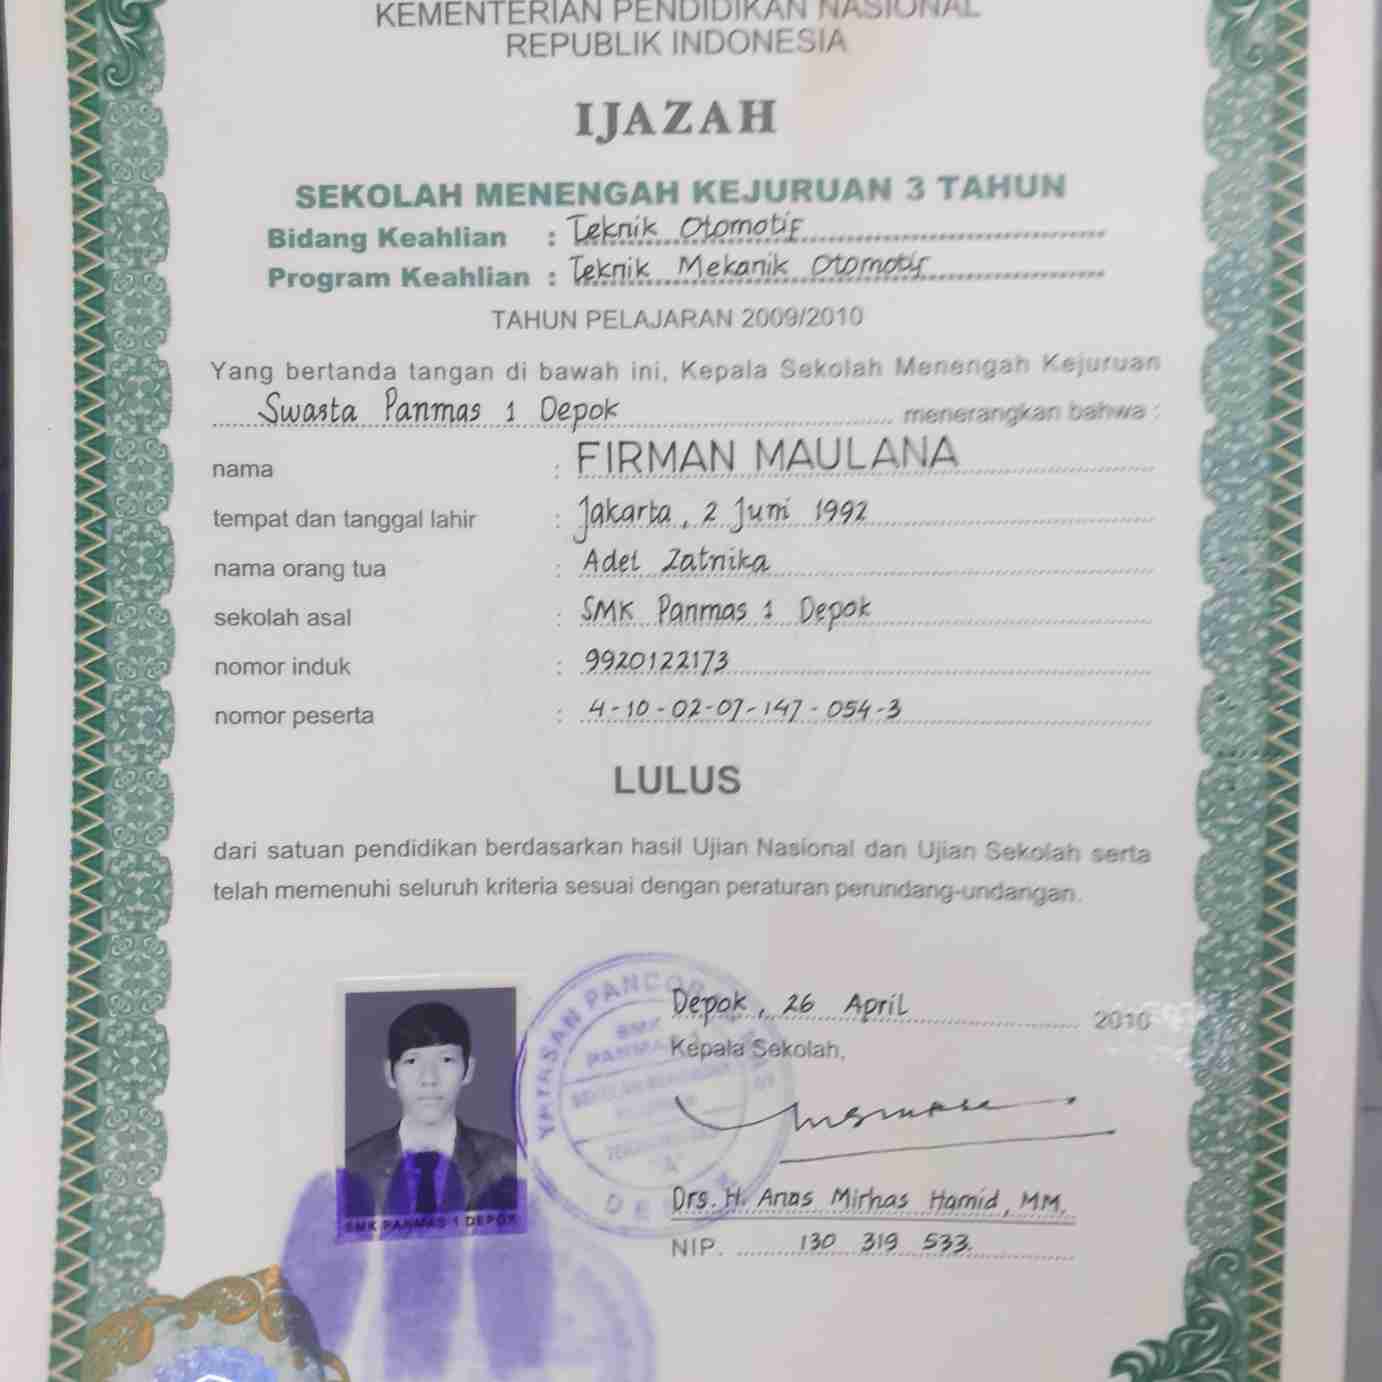 KEMENTERIAN PENDIDIKAN NASIONAL
REPUBLIK INDONESIA
IJAZAH
SEKOLAH MENENGAH KEJURUAN 3 TAHUN
Bidang Keahlian : Teknik Otomotif
Program Keahlian : Teknik Mekanik Otomotif
TAHUN PELAJARAN 2009/2010
Yang bertanda tangan di bawah ini, Kepala Sekolah Menengah Kejuruan
Swasta Panmas 1 Depok menerangkan bahwa :
nama : FIRMAN MAULANA
tempat dan tanggal lahir : Jakarta, 2 Juni 1992
nama orang tua : Adet Zatnika
sekolah asal : SMK Panmas 1 Depok
nomor induk : 9920122173
nomor peserta : 4-10-02-07-147-054-3
LULUS
dari satuan pendidikan berdasarkan hasil Ujian Nasional dan Ujian Sekolah serta
telah memenuhi seluruh kriteria sesuai dengan peraturan perundang-undangan.
Depok, 26 April 2010
Kepala Sekolah,
Drs. H. Anas Mirhas Hamid, MM.
NIP. 130 319 533.
SMK PANMAS 1 DEPOK
YAYASAN
SMK